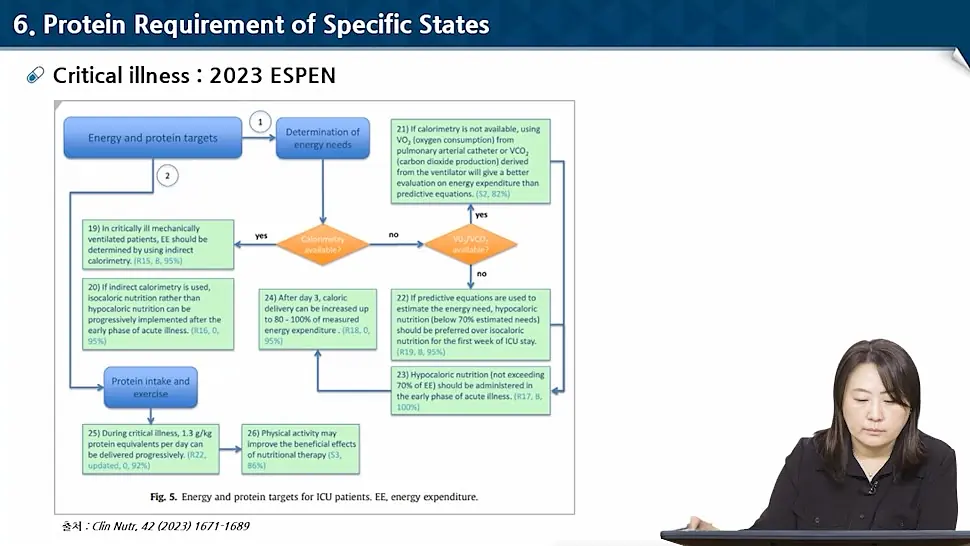 6. Protein Requirement of Specific States
Critical illness : 2023 ESPEN
Energy and protein targets
1
Determination of
energy needs
2
21) If calorimetry is not available, using
VO₂ (oxygen consumption) from
pulmonary arterial catheter or VCO₂
(carbon dioxide production) derived
from the ventilator will give a better
evaluation on energy expenditure than
predictive equations. (S2, 82%)
yes
19) In critically ill mechanically
ventilated patients, EE should be
determined by using indirect
calorimetry. (R15, B, 95%)
yes
Calorimetry
available?
no
VO₂/VCO₂
available?
no
20) If indirect calorimetry is used,
isocaloric nutrition rather than
hypocaloric nutrition can be
progressively implemented after the
early phase of acute illness. (R16, 0,
95%)
24) After day 3, caloric
delivery can be increased up
to 80 - 100% of measured
energy expenditure . (R18, 0,
95%)
22) If predictive equations are used to
estimate the energy need, hypocaloric
nutrition (below 70% estimated needs)
should be preferred over isocaloric
nutrition for the first week of ICU stay.
(R19, B, 95%)
Protein intake and
exercise
23) Hypocaloric nutrition (not exceeding
70% of EE) should be administered in
the early phase of acute illness. (R17, B,
100%)
25) During critical illness, 1.3 g/kg
protein equivalents per day can
be delivered progressively. (R22,
updated, 0, 92%)
26) Physical activity may
improve the beneficial effects
of nutritional therapy (S3,
86%)
Fig. 5. Energy and protein targets for ICU patients. EE, energy expenditure.
출처 : Clin Nutr, 42 (2023) 1671-1689